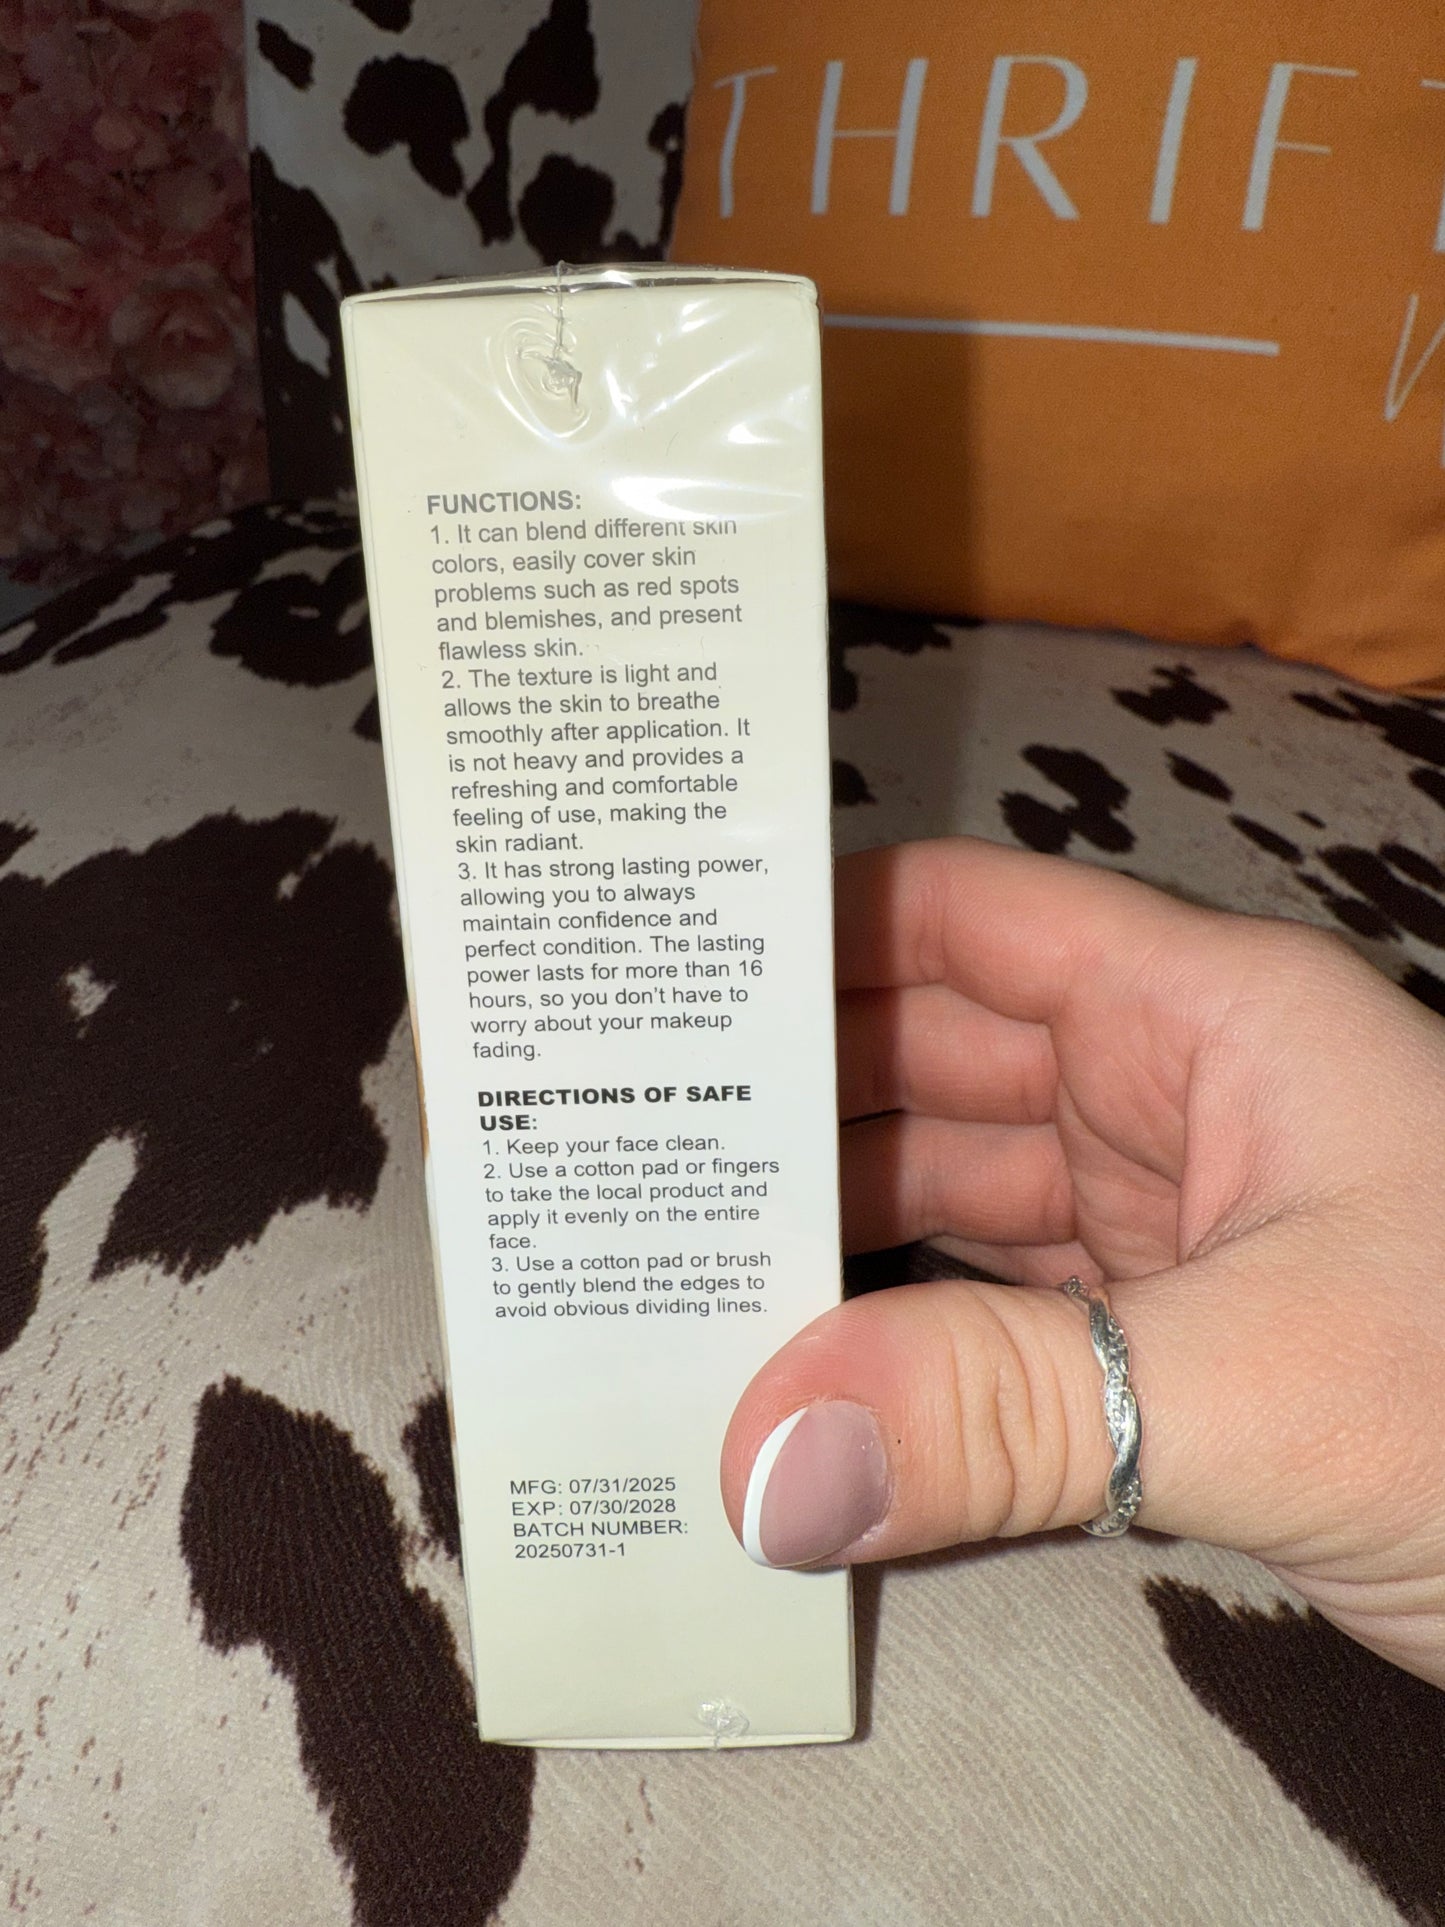 THRIF
FUNCTIONS:
1. It can blend different skin
colors, easily cover skin
problems such as red spots
and blemishes, and present
flawless skin.
2. The texture is light and
allows the skin to breathe
smoothly after application. It
is not heavy and provides a
refreshing and comfortable
feeling of use, making the
skin radiant.
3. It has strong lasting power,
allowing you to always
maintain confidence and
perfect condition. The lasting
power lasts for more than 16
hours, so you don't have to
worry about your makeup
fading.
DIRECTIONS OF SAFE
USE:
1. Keep your face clean.
2. Use a cotton pad or fingers
to take the local product and
apply it evenly on the entire
face.
3. Use a cotton pad or brush
to gently blend the edges to
avoid obvious dividing lines.
MFG: 07/31/2025
EXP: 07/30/2028
BATCH NUMBER:
20250731-1